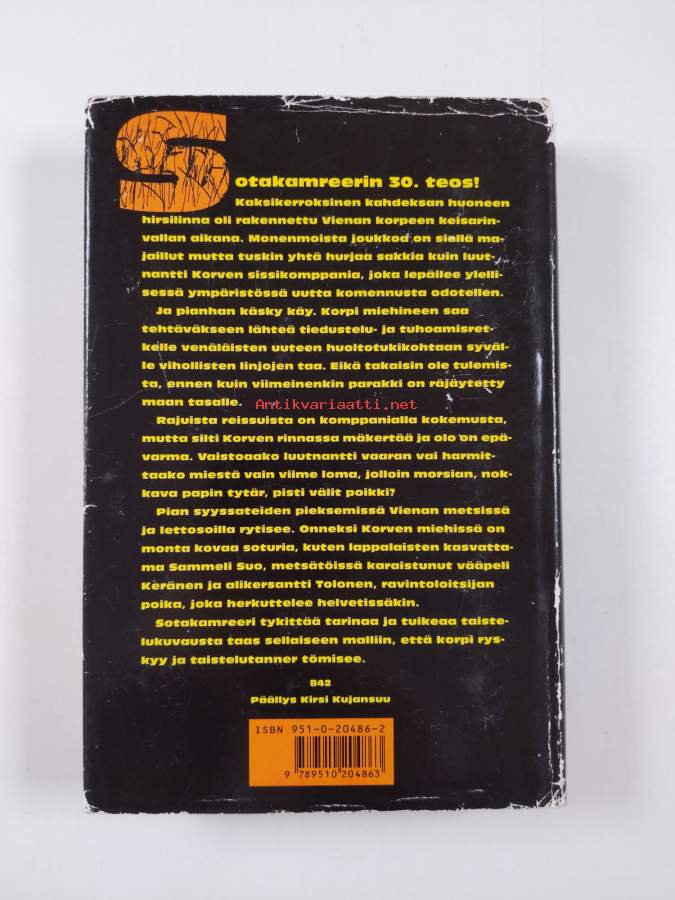 Sotakamreerin 30. teos!
Kaksikerroksinen kahdeksan huoneen
hirsilinna oli rakennettu Vienan korpeen keisarin-
vallan aikana. Monenmoista joukkoa on siellä ma-
jaillut mutta tuskin yhtä hurjaa sakkia kuin luut-
nantti Korven sissikomppania, joka lepäilee ylelli-
sessä ympäristössä uutta komennusta odotellen.
Ja pianhan käsky käy. Korpi miehineen saa
tehtäväkseen lähteä tiedustelu- ja tuhoamisret-
kelle venäläisten uuteen huoltotukikohtaan syväl-
le vihollisten linjojen taa. Eikä takaisin ole tulemis-
ta, ennen kuin viimeinenkin parakki on räjäytetty
maan tasalle.
Antikvariaatti.net
Rajuista reissuista on komppanialla kokemusta,
mutta silti Korven rinnassa mäkertää ja olo on epä-
varma. Vaistoaako luutnantti vaaran vai harmit-
taako miestä vain viime loma, jolloin morsian, nok-
kava papin tytär, pisti välit poikki?
Pian syyssateiden pieksemissä Vienan metsissä
ja lettosoilla rytisee. Onneksi Korven miehissä on
monta kovaa soturia, kuten lappalaisten kasvatta-
ma Sammeli Suo, metsätöissä karaistunut vääpeli
Keränen ja alikersantti Tolonen, ravintoloitsijan
poika, joka herkuttelee helvetissäkin.
Sotakamreeri tykittää tarinaa ja tuikeaa taiste-
lukuvausta taas sellaiseen malliin, että korpi rys-
kyy ja taistelutanner tömisee.
842
Päällys Kirsi Kujansuu
ISBN 951-0-20486-2
9 789510 204863